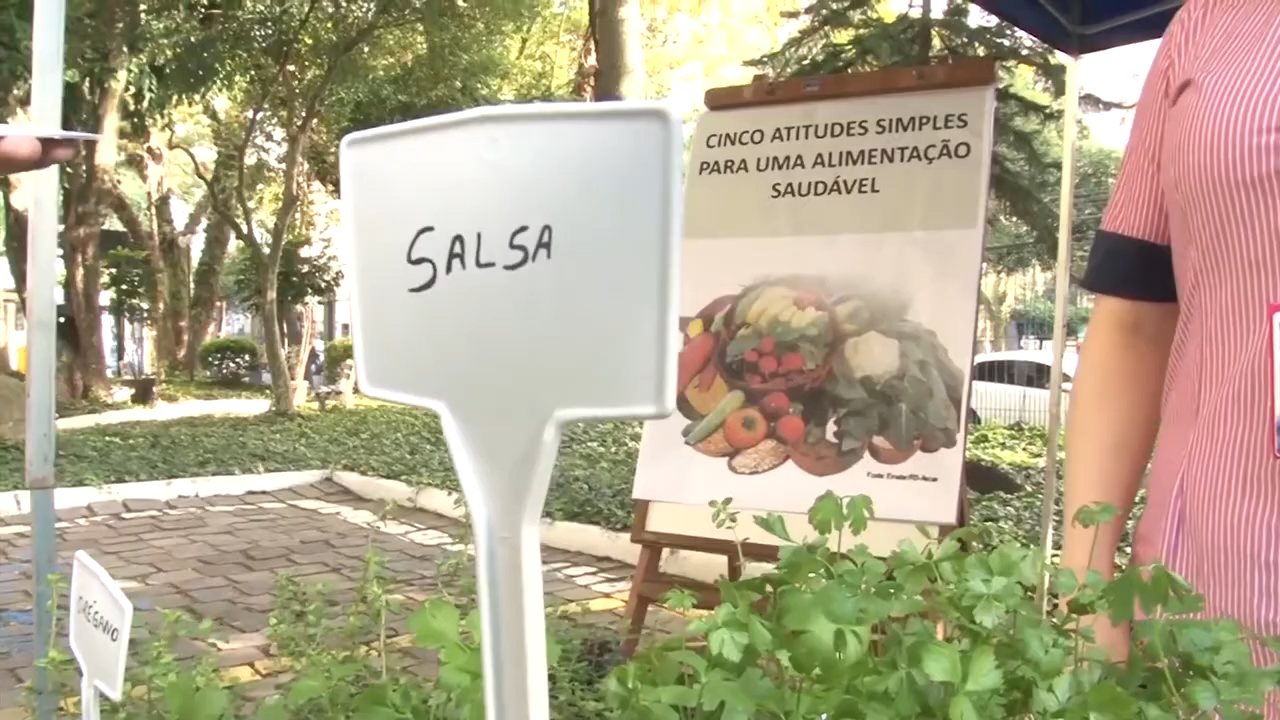 SALSA
CINCO ATITUDES SIMPLES
PARA UMA ALIMENTAÇÃO
SAUDÁVEL
ORÉGANO